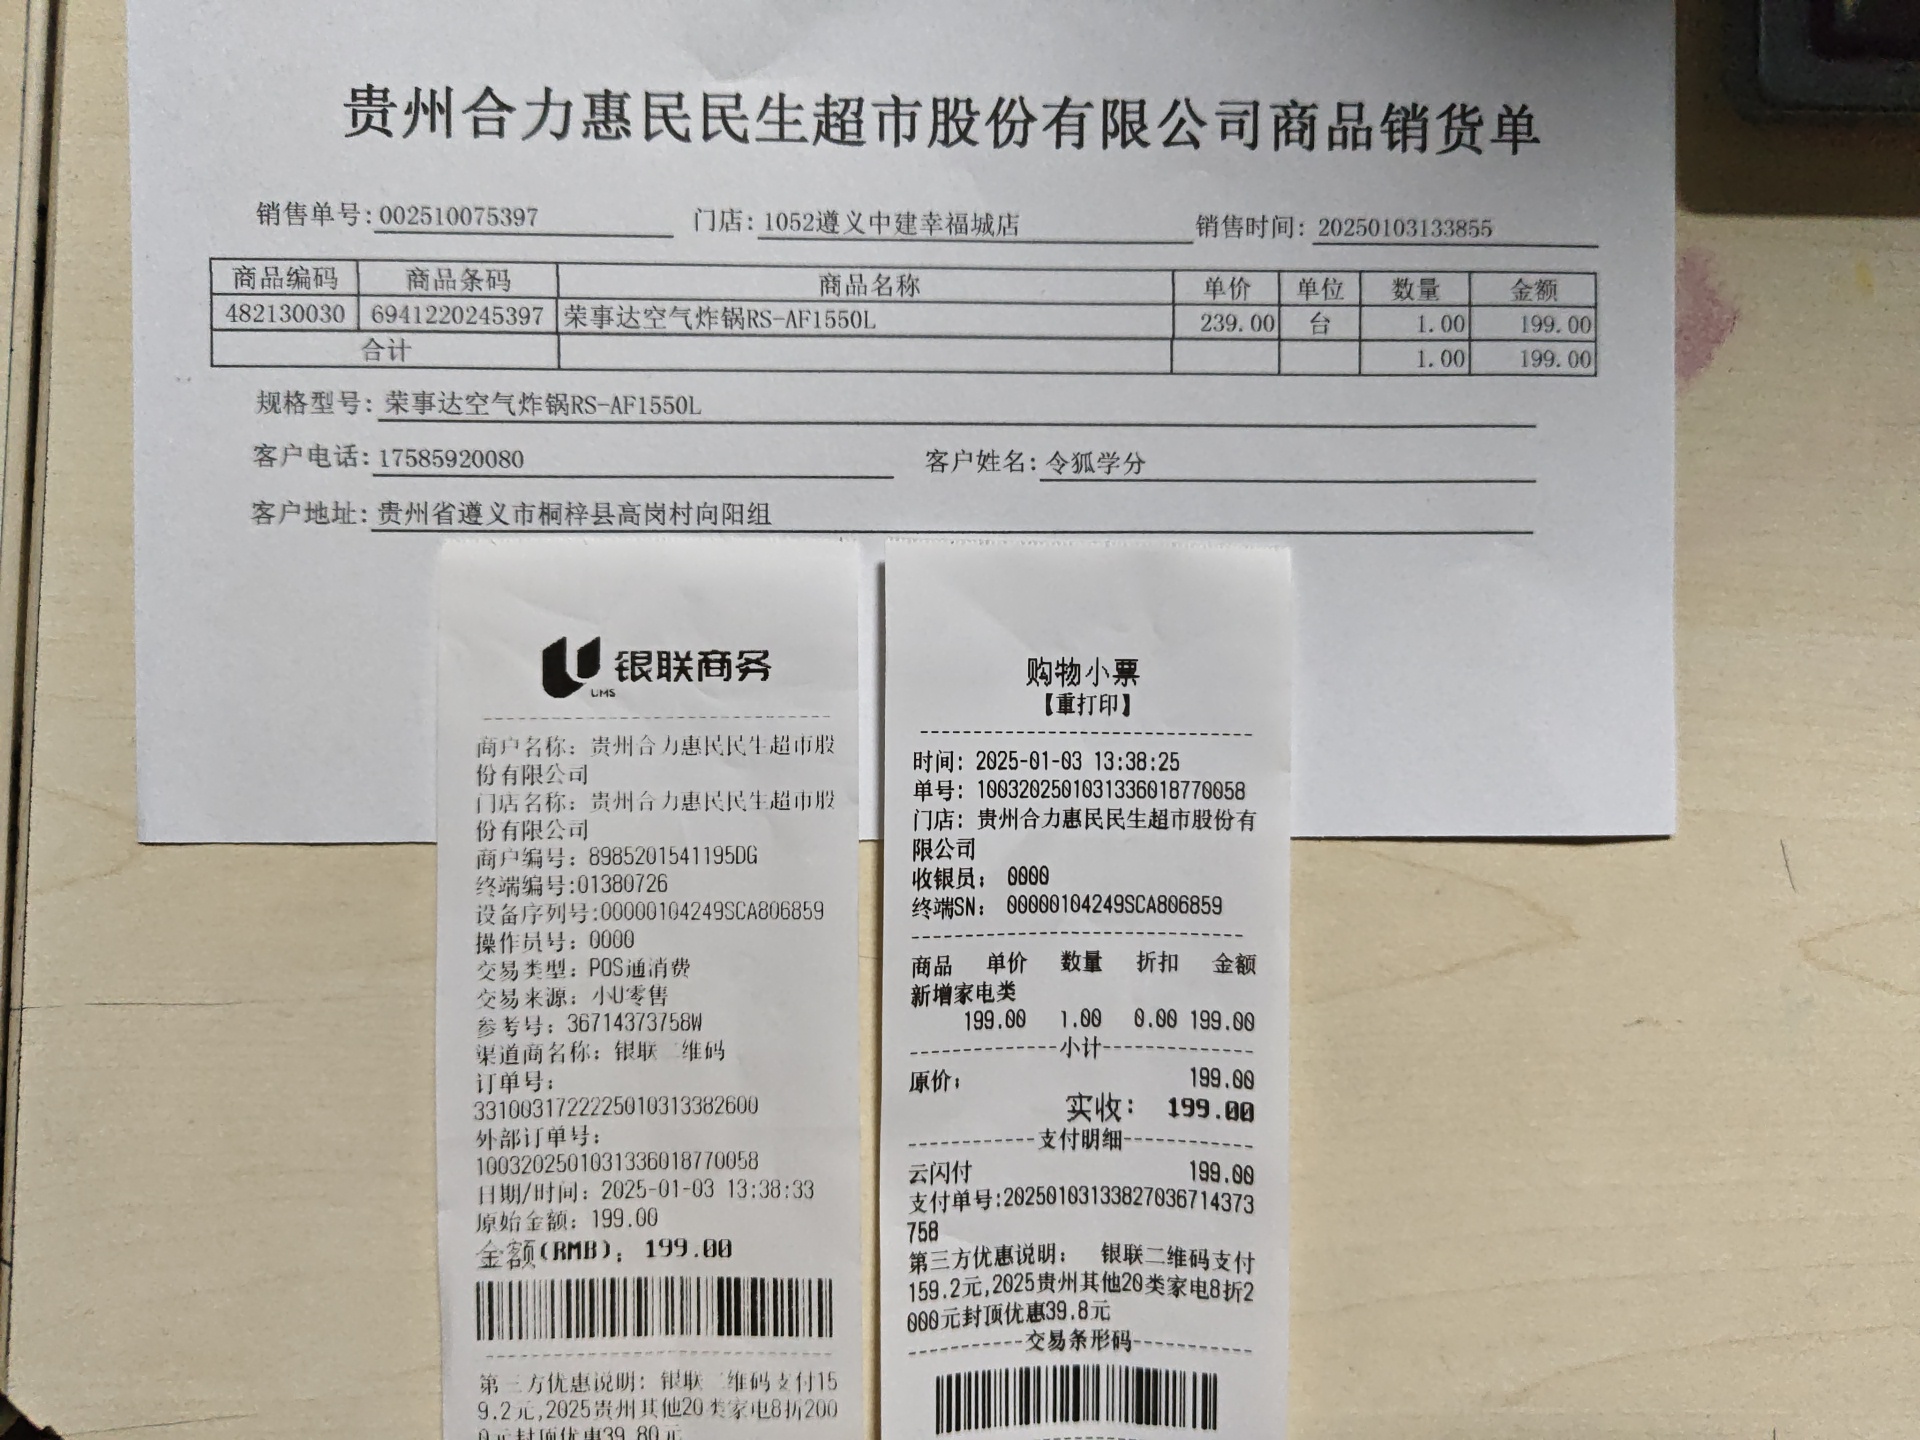 贵州合力惠民民生超市股份有限公司商品销货单
销售单号:002510075397 门店:1052遵义中建幸福城店 销售时间:20250103133855
商品编码 商品条码 商品名称 单价 单位 数量 金额
482130030 6941220245397 荣事达空气炸锅RS-AF1550L 239.00 台 1.00 199.00
合计 1.00 199.00
规格型号:荣事达空气炸锅RS-AF1550L
客户电话:17585920080 客户姓名:令狐学分
客户地址:贵州省遵义市桐梓县高岗村向阳组
银联商务
UMS
商户名称：贵州合力惠民民生超市股
份有限公司
门店名称：贵州合力惠民民生超市股
份有限公司
商户编号：8985201541195DG
终端编号:01380726
设备序列号:00000104249SCA806859
操作员号：0000
交易类型：POS通消费
交易来源：小U零售
参考号：36714373758W
渠道商名称：银联二维码
订单号：
33100317222250103133826​00
外部订单号：
10032025010313360187​70058
日期/时间：2025-01-03 13:38:33
原始金额：199.00
金额(RMB)：199.00
第三方优惠说明：银联二维码支付15
9.2元,2025贵州其他20类家电8折200
0元封顶优惠39.80元
购物小票
【重打印】
时间：2025-01-03 13:38:25
单号：1003202501031336018770058
门店：贵州合力惠民民生超市股份有
限公司
收银员：0000
终端SN：00000104249SCA806859
商品 单价 数量 折扣 金额
新增家电类
199.00 1.00 0.00 199.00
小计
原价：199.00
实收：199.00
支付明细
云闪付 199.00
支付单号:202501031338270367​14373
758
第三方优惠说明： 银联二维码支付
159.2元,2025贵州其他20类家电8折2
000元封顶优惠39.8元
交易条形码